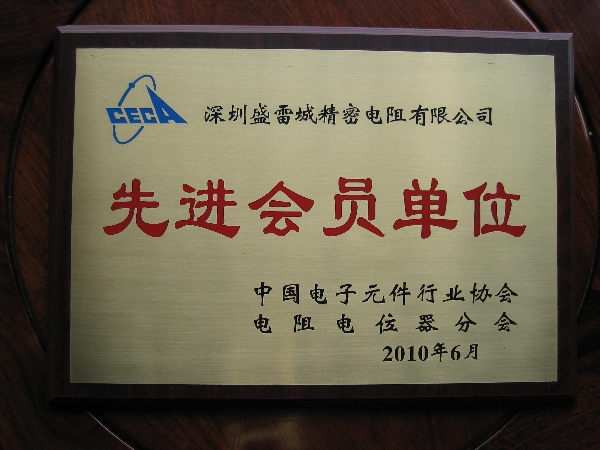 CECA
深圳盛雷城精密电阻有限公司
先进会员单位
中国电子元件行业协会
电阻电位器分会
2010年6月